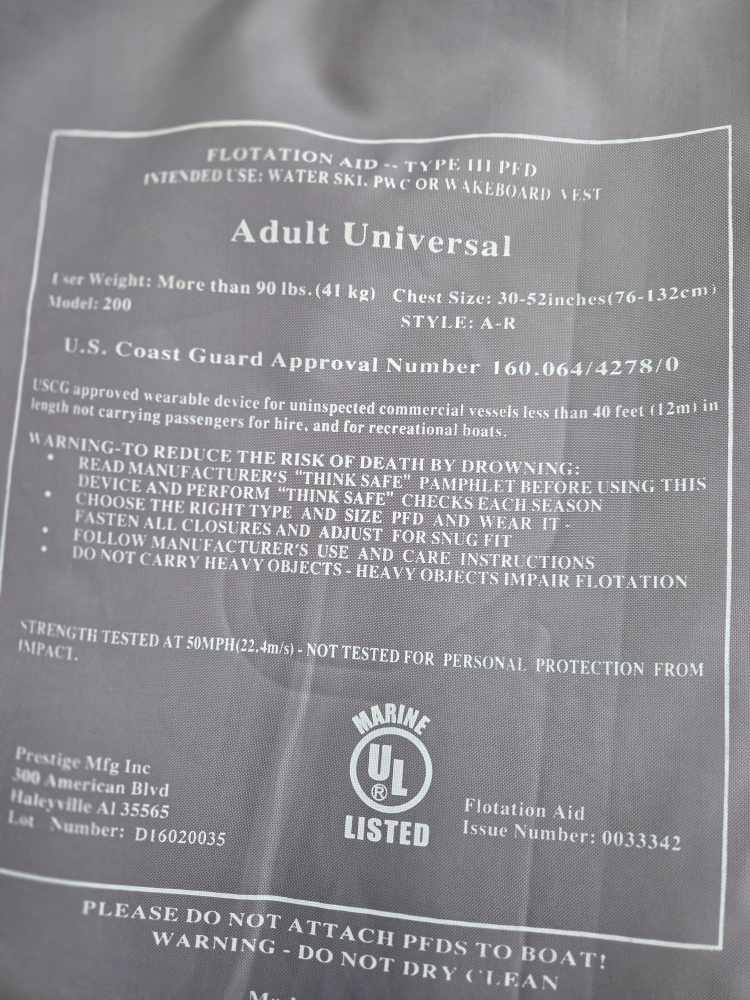 FLOTATION AID -- TYPE III PFD
INTENDED USE: WATER SKI, PWC OR WAKEBOARD VEST
Adult Universal
User Weight: More than 90 lbs.(41 kg) Chest Size: 30-52inches(76-132cm)
Model: 200 STYLE: A-R
U.S. Coast Guard Approval Number 160.064/4278/0
USCG approved wearable device for uninspected commercial vessels less than 40 feet (12m) in
length not carrying passengers for hire, and for recreational boats.
WARNING-TO REDUCE THE RISK OF DEATH BY DROWNING:
• READ MANUFACTURER'S "THINK SAFE" PAMPHLET BEFORE USING THIS
DEVICE AND PERFORM "THINK SAFE" CHECKS EACH SEASON
• CHOOSE THE RIGHT TYPE AND SIZE PFD AND WEAR IT -
FASTEN ALL CLOSURES AND ADJUST FOR SNUG FIT
• FOLLOW MANUFACTURER'S USE AND CARE INSTRUCTIONS
• DO NOT CARRY HEAVY OBJECTS - HEAVY OBJECTS IMPAIR FLOTATION
STRENGTH TESTED AT 50MPH(22.4m/s) - NOT TESTED FOR PERSONAL PROTECTION FROM
IMPACT.
MARINE
UL
®
LISTED
Prestige Mfg Inc
300 American Blvd
Haleyville Al 35565
Lot Number: D16020035
Flotation Aid
Issue Number: 0033342
PLEASE DO NOT ATTACH PFDS TO BOAT!
WARNING - DO NOT DRY CLEAN